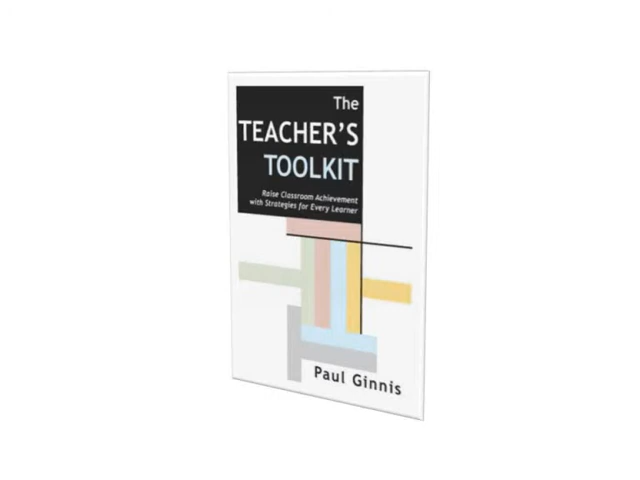 The
TEACHER'S
TOOLKIT
Raise Classroom Achievement
with Strategies for Every Learner
Paul Ginnis